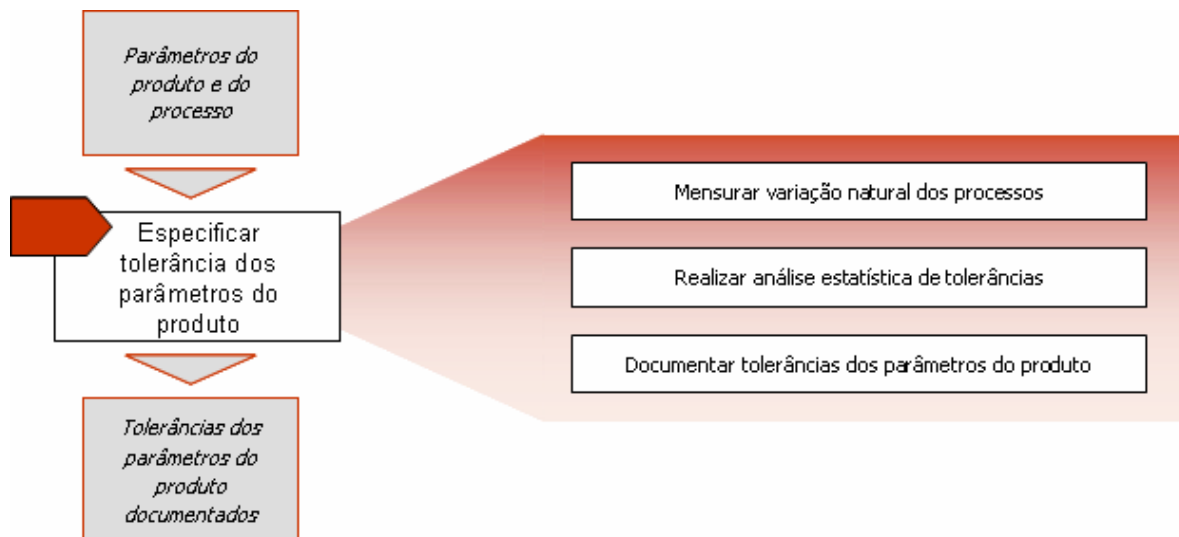 Parâmetros do
produto e do
processo
Especificar
tolerância dos
parâmetros do
produto
Tolerâncias dos
parâmetros do
produto
documentados
Mensurar variação natural dos processos
Realizar análise estatística de tolerâncias
Documentar tolerâncias dos parâmetros do produto